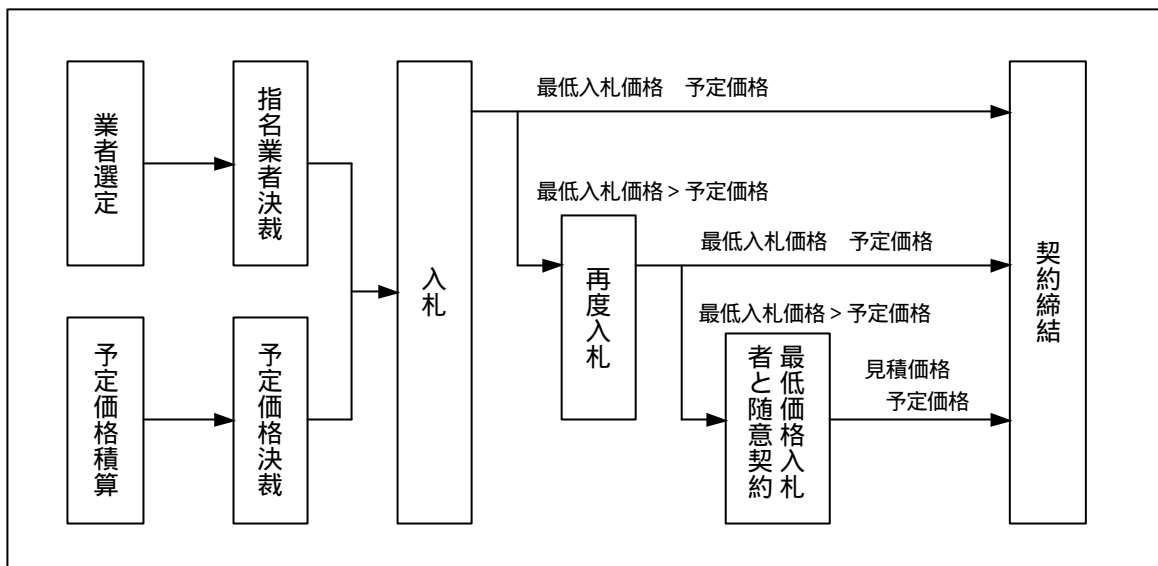 業者選定
指名業者決裁
予定価格積算
予定価格決裁
入札
最低入札価格　予定価格
最低入札価格 > 予定価格
再度入札
最低入札価格　予定価格
最低入札価格 > 予定価格
最低価格入札
者と随意契約
見積価格
予定価格
契約締結